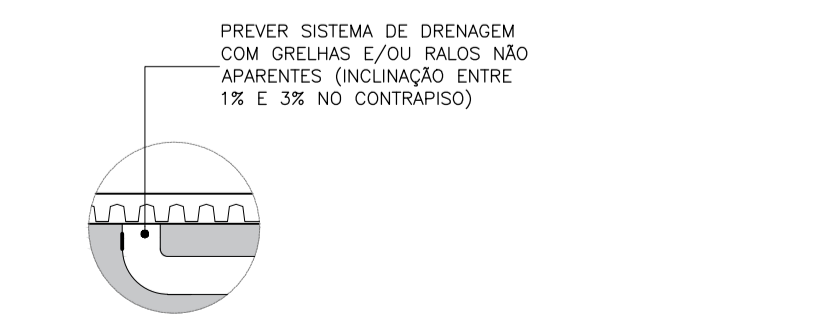 PREVER SISTEMA DE DRENAGEM
COM GRELHAS E/OU RALOS NÃO
APARENTES (INCLINAÇÃO ENTRE
1% E 3% NO CONTRAPISO)